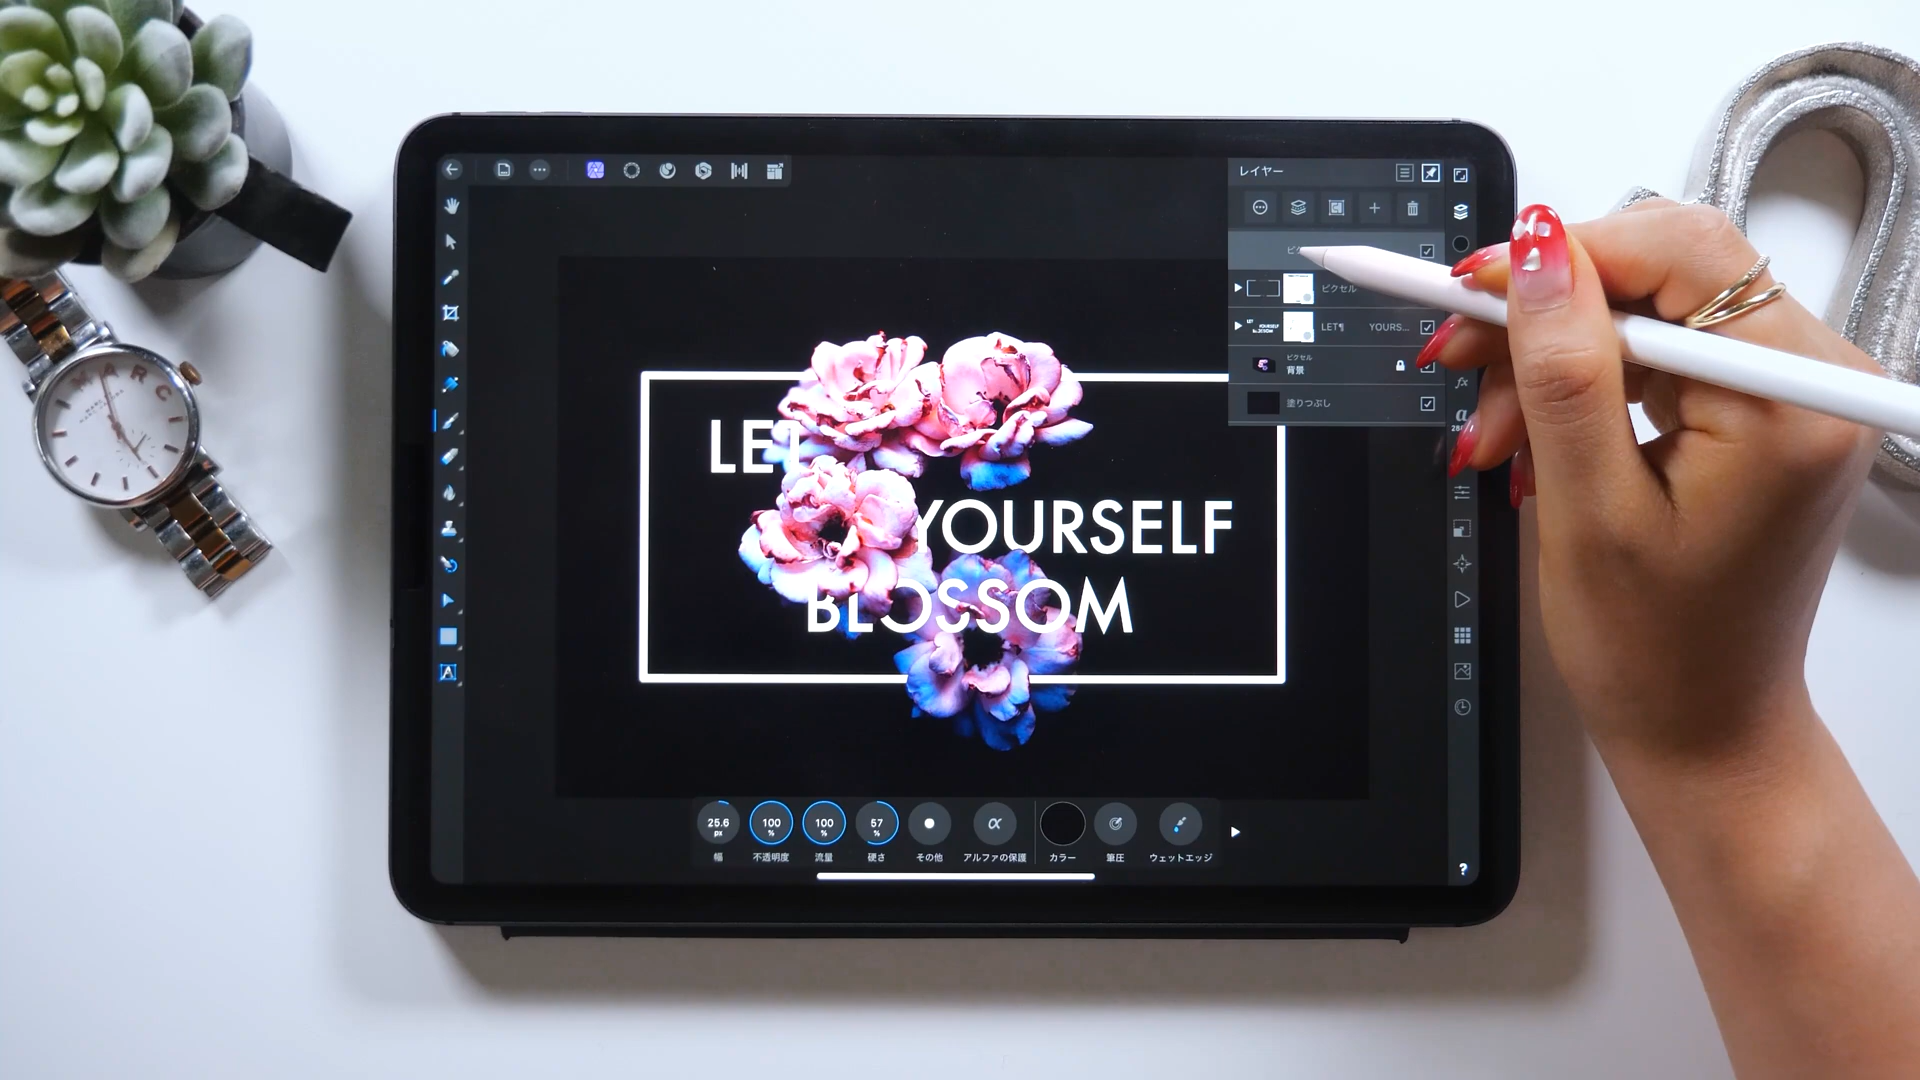 レイヤー
ピクセル
LET¶ YOURS...
ピクセル
背景
塗りつぶし
fx
LET
YOURSELF
BLOSSOM
MARC
25.6 px
100 %
100 %
57 %
α
幅
不透明度
流量
硬さ
その他
アルファの保護
カラー
筆圧
ウェットエッジ
?